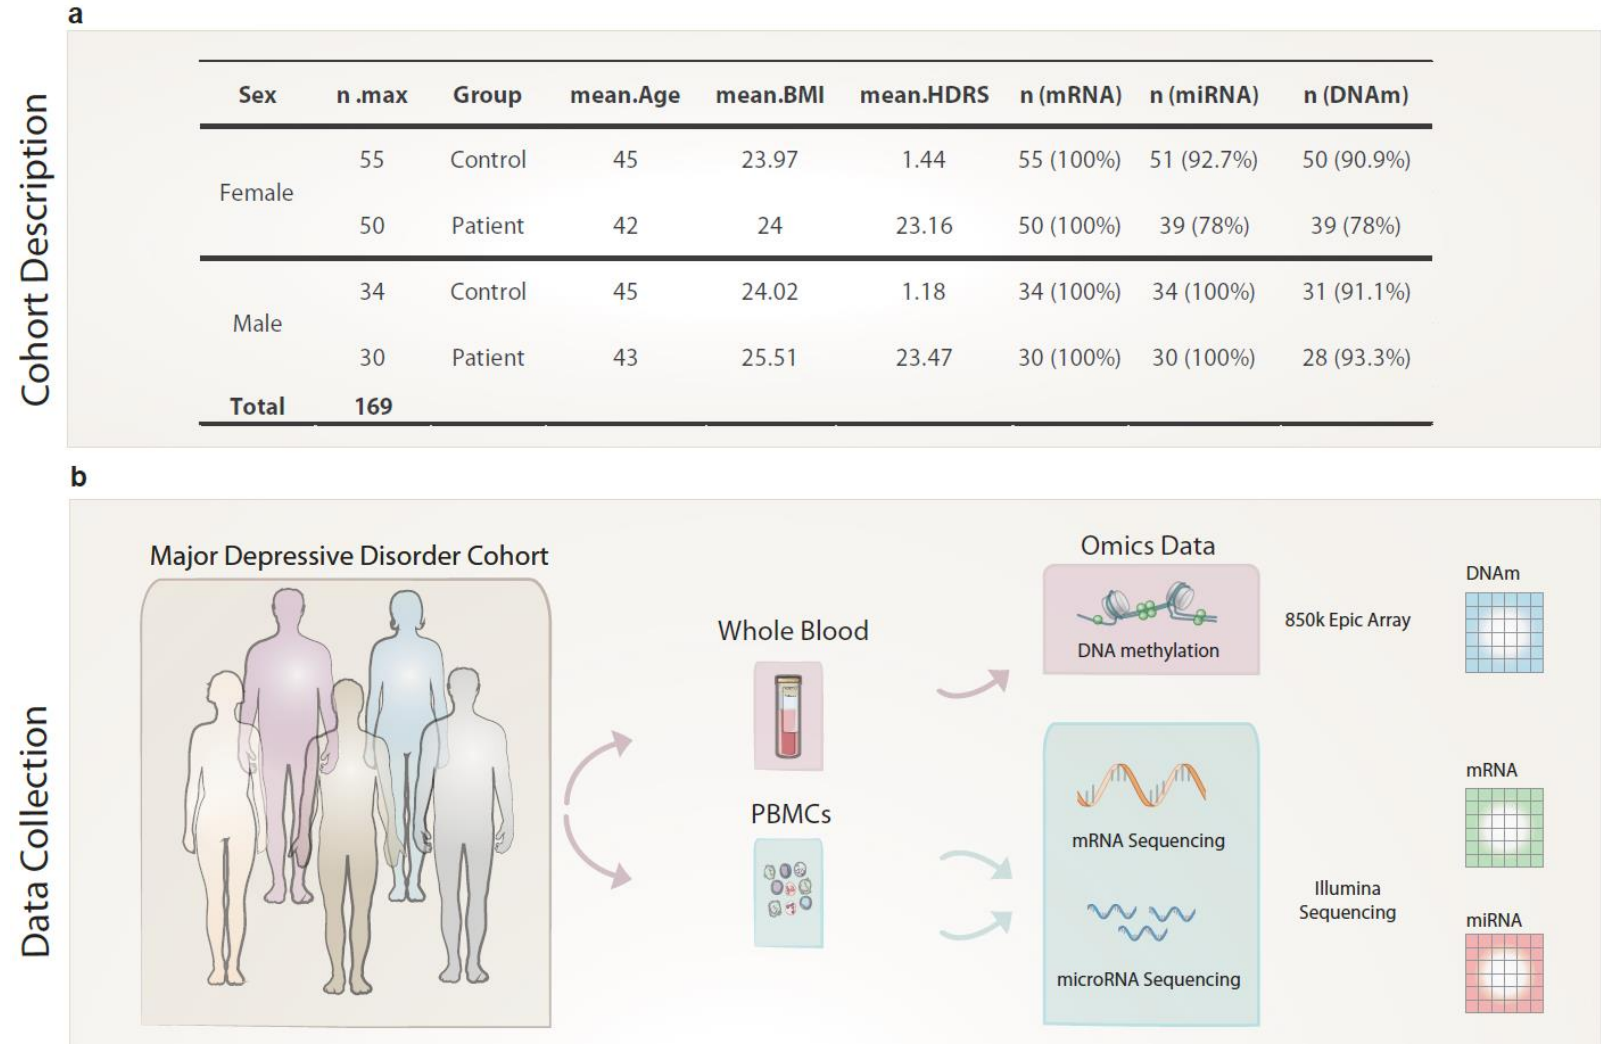 a
Cohort Description
Sex n .max Group mean.Age mean.BMI mean.HDRS n (mRNA) n (miRNA) n (DNAm)
Female
55 Control 45 23.97 1.44 55 (100%) 51 (92.7%) 50 (90.9%)
50 Patient 42 24 23.16 50 (100%) 39 (78%) 39 (78%)
Male
34 Control 45 24.02 1.18 34 (100%) 34 (100%) 31 (91.1%)
30 Patient 43 25.51 23.47 30 (100%) 30 (100%) 28 (93.3%)
Total 169
b
Data Collection
Major Depressive Disorder Cohort
Whole Blood
PBMCs
Omics Data
DNA methylation
850k Epic Array
DNAm
mRNA Sequencing
microRNA Sequencing
Illumina
Sequencing
mRNA
miRNA